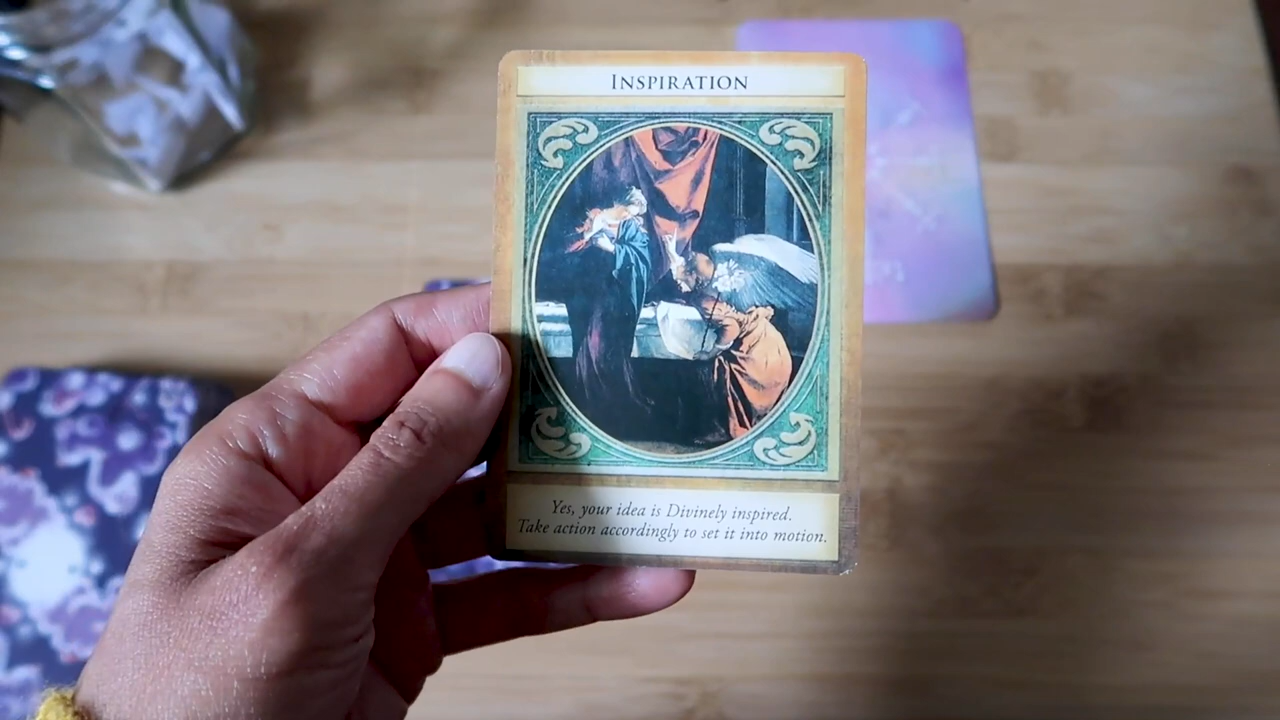 INSPIRATION
Yes, your idea is Divinely inspired.
Take action accordingly to set it into motion.